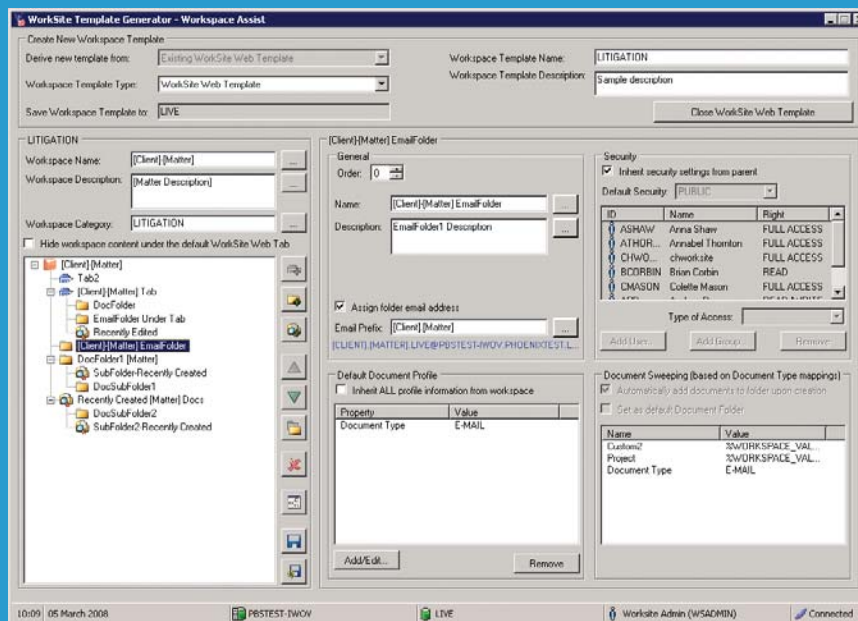 WorkSite Template Generator - Workspace Assist
Create New Workspace Template
Derive new template from: Existing WorkSite Web Template
Workspace Template Type: WorkSite Web Template
Save Workspace Template to: LIVE
Workspace Template Name: LITIGATION
Workspace Template Description: Sample description
Close WorkSite Web Template
LITIGATION
Workspace Name: [Client]-[Matter] ...
Workspace Description: [Matter Description] ...
Workspace Category: LITIGATION ...
Hide workspace content under the default WorkSite Web Tab
[Client]-[Matter]
Tab2
[Client]-[Matter] Tab
DocFolder
EmailFolder Under Tab
Recently Edited
[Client]-[Matter] EmailFolder
DocFolder1 [Matter]
SubFolder-Recently Created
DocSubFolder1
Recently Created [Matter] Docs
DocSubFolder2
SubFolder2-Recently Created
[Client]-[Matter] EmailFolder
General
Order: 0
Name: [Client]-[Matter] EmailFolder ...
Description: EmailFolder1 Description ...
Assign folder email address
Email Prefix: [Client].[Matter] ...
[CLIENT].[MATTER].LIVE@PBSTEST-IWOV.PHOENIXTEST.L...
Security
Inherit security settings from parent
Default Security: PUBLIC
ID Name Right
ASHAW Anna Shaw FULL ACCESS
ATHOR... Annabel Thornton FULL ACCESS
CHWO... chworksite FULL ACCESS
BCORBIN Brian Corbin READ
CMASON Colette Mason FULL ACCESS
Type of Access:
Add User... Add Group... Remove
Default Document Profile
Inherit ALL profile information from workspace
Property Value
Document Type E-MAIL
Add/Edit... Remove
Document Sweeping (based on Document Type mappings)
Automatically add documents to folder upon creation
Set as default Document Folder
Name Value
Custom2 %WORKSPACE_VAL...
Project %WORKSPACE_VAL...
Document Type E-MAIL
10:09 05 March 2008 PBSTEST-IWOV LIVE Worksite Admin (WSADMIN) Connected